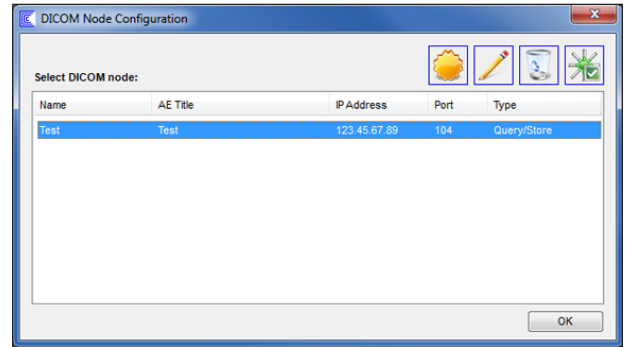 DICOM Node Configuration
Select DICOM node:
Name AE Title IP Address Port Type
Test Test 123.45.67.89 104 Query/Store
OK